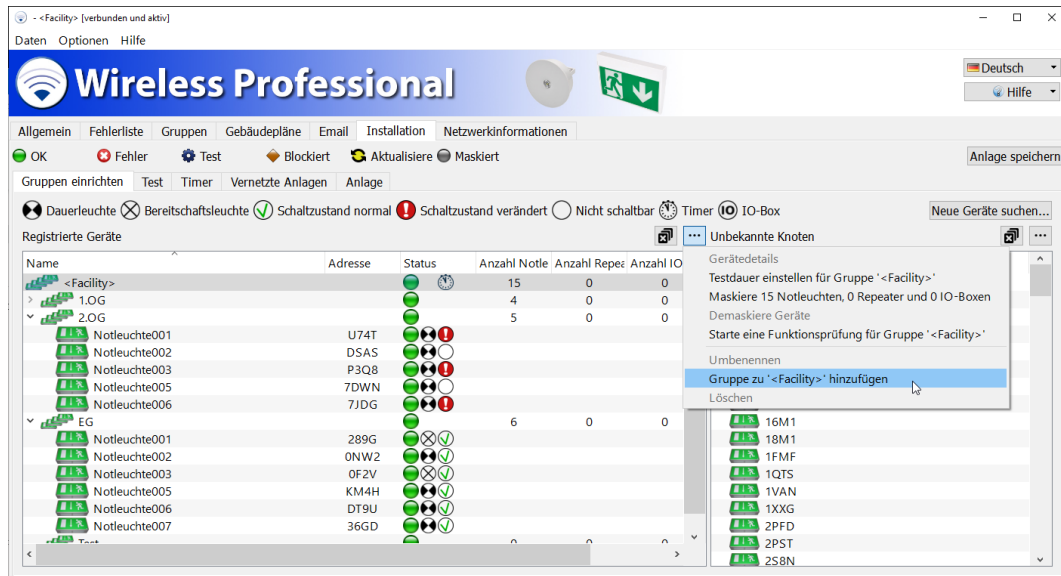 - <Facility> [verbunden und aktiv]
Daten Optionen Hilfe
Wireless Professional
Deutsch
Hilfe
Allgemein Fehlerliste Gruppen Gebäudepläne Email Installation Netzwerkinformationen
OK Fehler Test Blockiert Aktualisiere Maskiert Anlage speichern
Gruppen einrichten Test Timer Vernetzte Anlagen Anlage
Dauerleuchte Bereitschaftsleuchte Schaltzustand normal Schaltzustand verändert Nicht schaltbar Timer IO IO-Box Neue Geräte suchen...
Registrierte Geräte ... Unbekannte Knoten ...
Name Adresse Status Anzahl Notle Anzahl Repea Anzahl IO
<Facility> 15 0 0
1.OG 4 0 0
2.OG 5 0 0
Notleuchte001 U74T
Notleuchte002 DSAS
Notleuchte003 P3Q8
Notleuchte005 7DWN
Notleuchte006 7JDG
EG 6 0 0
Notleuchte001 289G
Notleuchte002 0NW2
Notleuchte003 0F2V
Notleuchte005 KM4H
Notleuchte006 DT9U
Notleuchte007 36GD
Gerätedetails
Testdauer einstellen für Gruppe '<Facility>'
Maskiere 15 Notleuchten, 0 Repeater und 0 IO-Boxen
Demaskiere Geräte
Starte eine Funktionsprüfung für Gruppe '<Facility>'
Umbenennen
Gruppe zu '<Facility>' hinzufügen
Löschen
16M1
18M1
1FMF
1QTS
1VAN
1XXG
2PFD
2PST
2S8N